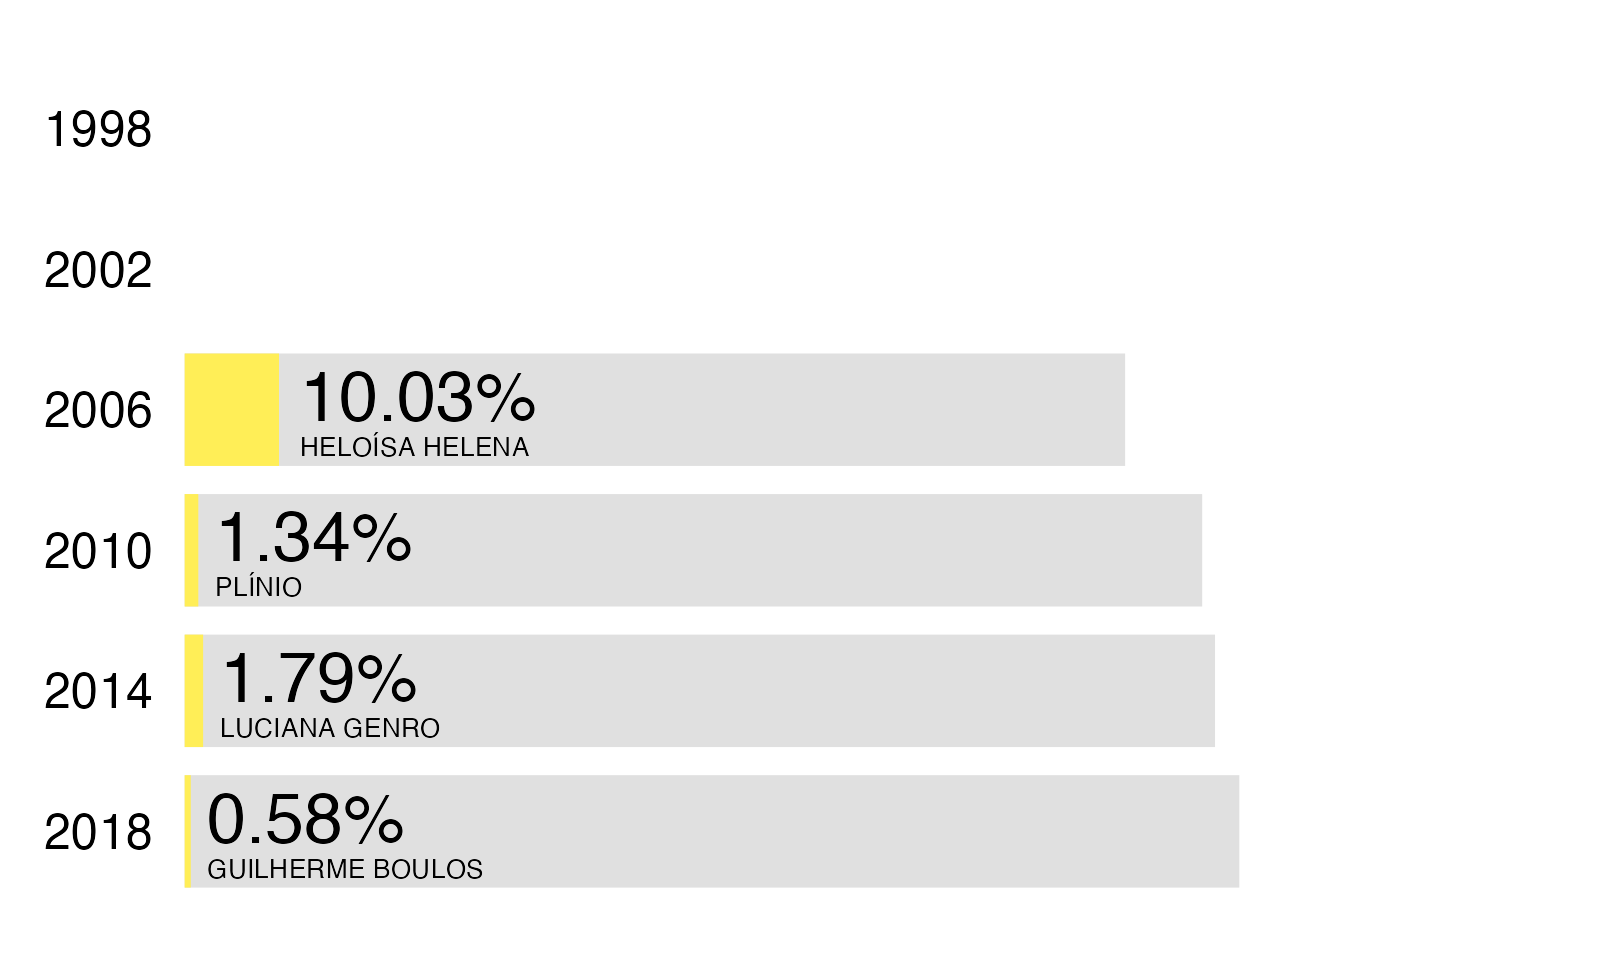 1998
2002
2006
10.03%
HELOÍSA HELENA
2010
1.34%
PLÍNIO
2014
1.79%
LUCIANA GENRO
2018
0.58%
GUILHERME BOULOS